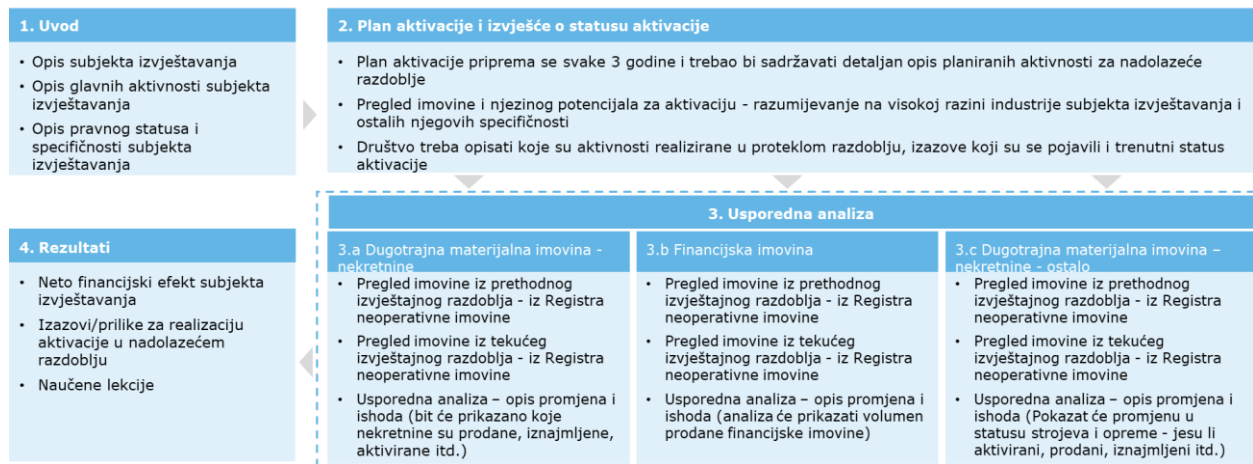 1. Uvod
• Opis subjekta izvještavanja
• Opis glavnih aktivnosti subjekta
izvještavanja
• Opis pravnog statusa i
specifičnosti subjekta
izvještavanja
2. Plan aktivacije i izvješće o statusu aktivacije
• Plan aktivacije priprema se svake 3 godine i trebao bi sadržavati detaljan opis planiranih aktivnosti za nadolazeće
razdoblje
• Pregled imovine i njezinog potencijala za aktivaciju - razumijevanje na visokoj razini industrije subjekta izvještavanja i
ostalih njegovih specifičnosti
• Društvo treba opisati koje su aktivnosti realizirane u proteklom razdoblju, izazove koji su se pojavili i trenutni status
aktivacije
3. Usporedna analiza
3.a Dugotrajna materijalna imovina -
nekretnine
• Pregled imovine iz prethodnog
izvještajnog razdoblja - iz Registra
neoperativne imovine
• Pregled imovine iz tekućeg
izvještajnog razdoblja - iz Registra
neoperativne imovine
• Usporedna analiza – opis promjena i
ishoda (bit će prikazano koje
nekretnine su prodane, iznajmljene,
aktivirane itd.)
3.b Financijska imovina
• Pregled imovine iz prethodnog
izvještajnog razdoblja - iz Registra
neoperativne imovine
• Pregled imovine iz tekućeg
izvještajnog razdoblja - iz Registra
neoperativne imovine
• Usporedna analiza – opis promjena i
ishoda (analiza će prikazati volumen
prodane financijske imovine)
3.c Dugotrajna materijalna imovina –
nekretnine - ostalo
• Pregled imovine iz prethodnog
izvještajnog razdoblja - iz Registra
neoperativne imovine
• Pregled imovine iz tekućeg
izvještajnog razdoblja - iz Registra
neoperativne imovine
• Usporedna analiza – opis promjena i
ishoda (Pokazat će promjenu u
statusu strojeva i opreme - jesu li
aktivirani, prodani, iznajmljeni itd.)
4. Rezultati
• Neto financijski efekt subjekta
izvještavanja
• Izazovi/prilike za realizaciju
aktivacije u nadolazećem
razdoblju
• Naučene lekcije